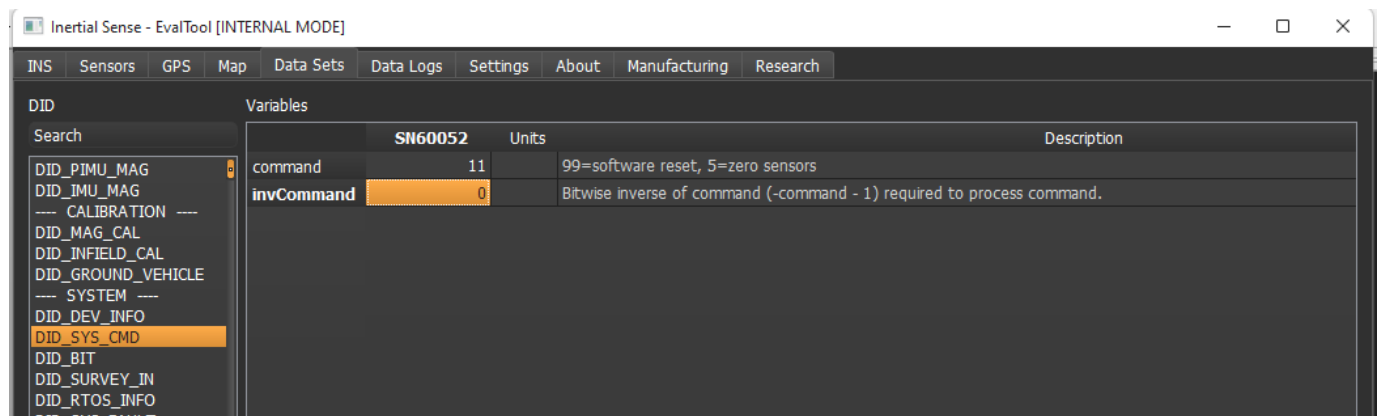 Inertial Sense - EvalTool [INTERNAL MODE]
INS Sensors GPS Map Data Sets Data Logs Settings About Manufacturing Research
DID Variables
Search
SN60052 Units Description
command 11 99=software reset, 5=zero sensors
invCommand 0 Bitwise inverse of command (-command - 1) required to process command.
DID_PIMU_MAG
DID_IMU_MAG
---- CALIBRATION ----
DID_MAG_CAL
DID_INFIELD_CAL
DID_GROUND_VEHICLE
---- SYSTEM ----
DID_DEV_INFO
DID_SYS_CMD
DID_BIT
DID_SURVEY_IN
DID_RTOS_INFO